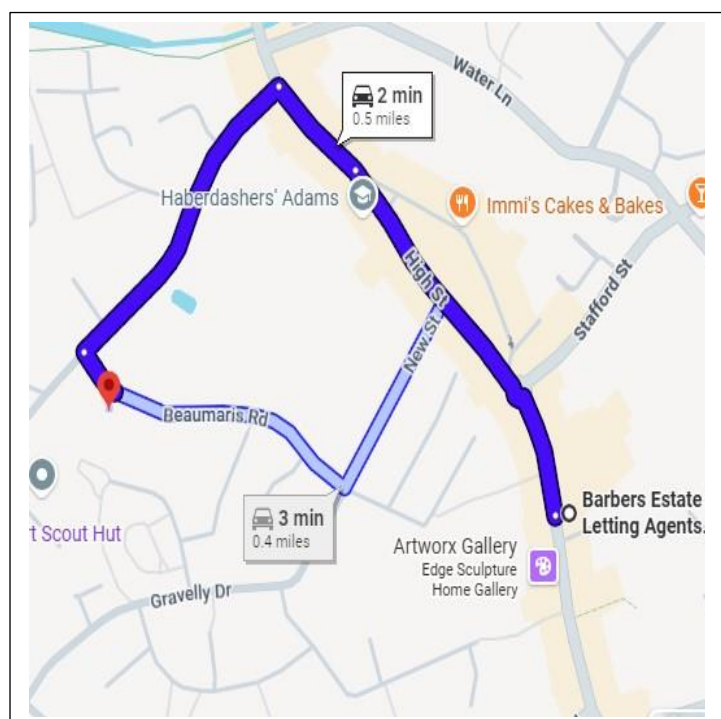 Water Ln
2 min
0.5 miles
Haberdashers' Adams
Immi's Cakes & Bakes
High St
Stafford St
New St
Beaumaris Rd
3 min
0.4 miles
Barbers Estate
Letting Agents.
t Scout Hut
Artworx Gallery
Edge Sculpture
Home Gallery
Gravelly Dr